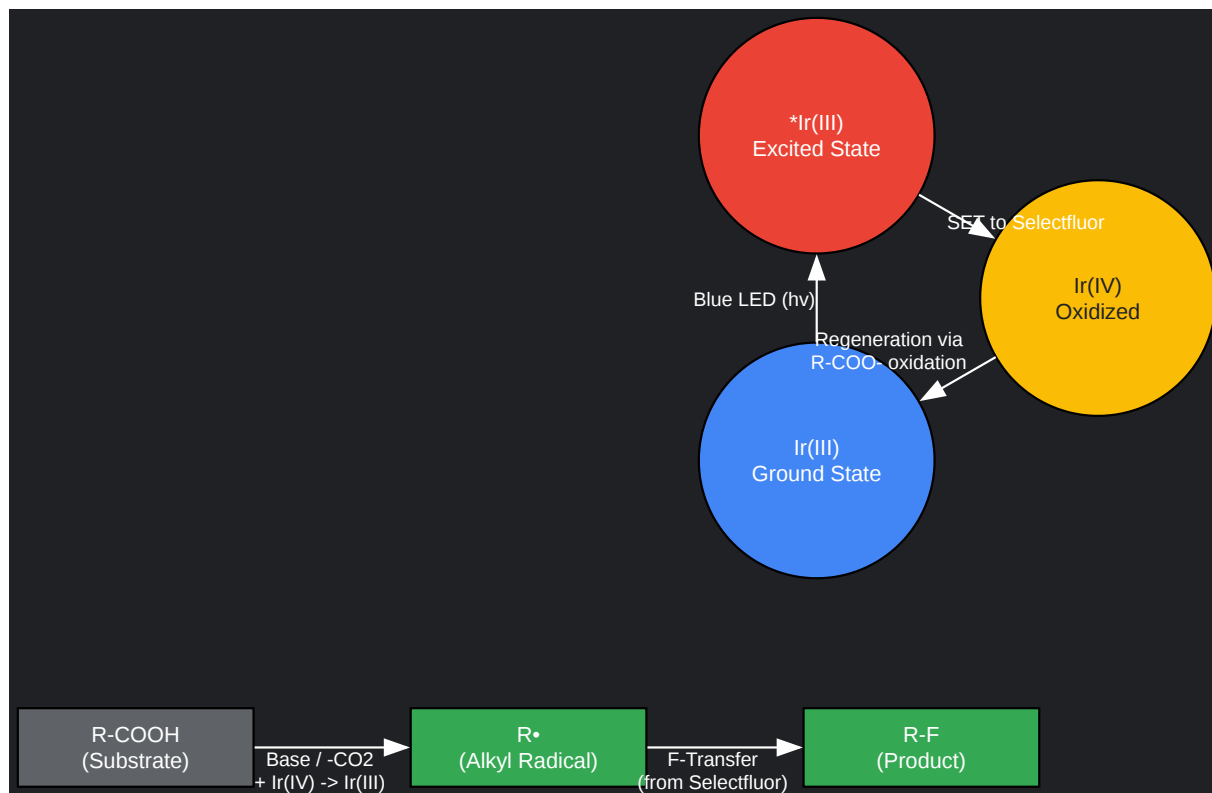 *Ir(III)
Excited State
SET to Selectfluor
Ir(IV)
Oxidized
Blue LED (hv)
Regeneration via
R-COO- oxidation
Ir(III)
Ground State
R-COOH
(Substrate)
Base / -CO2
+ Ir(IV) -> Ir(III)
R•
(Alkyl Radical)
F-Transfer
(from Selectfluor)
R-F
(Product)